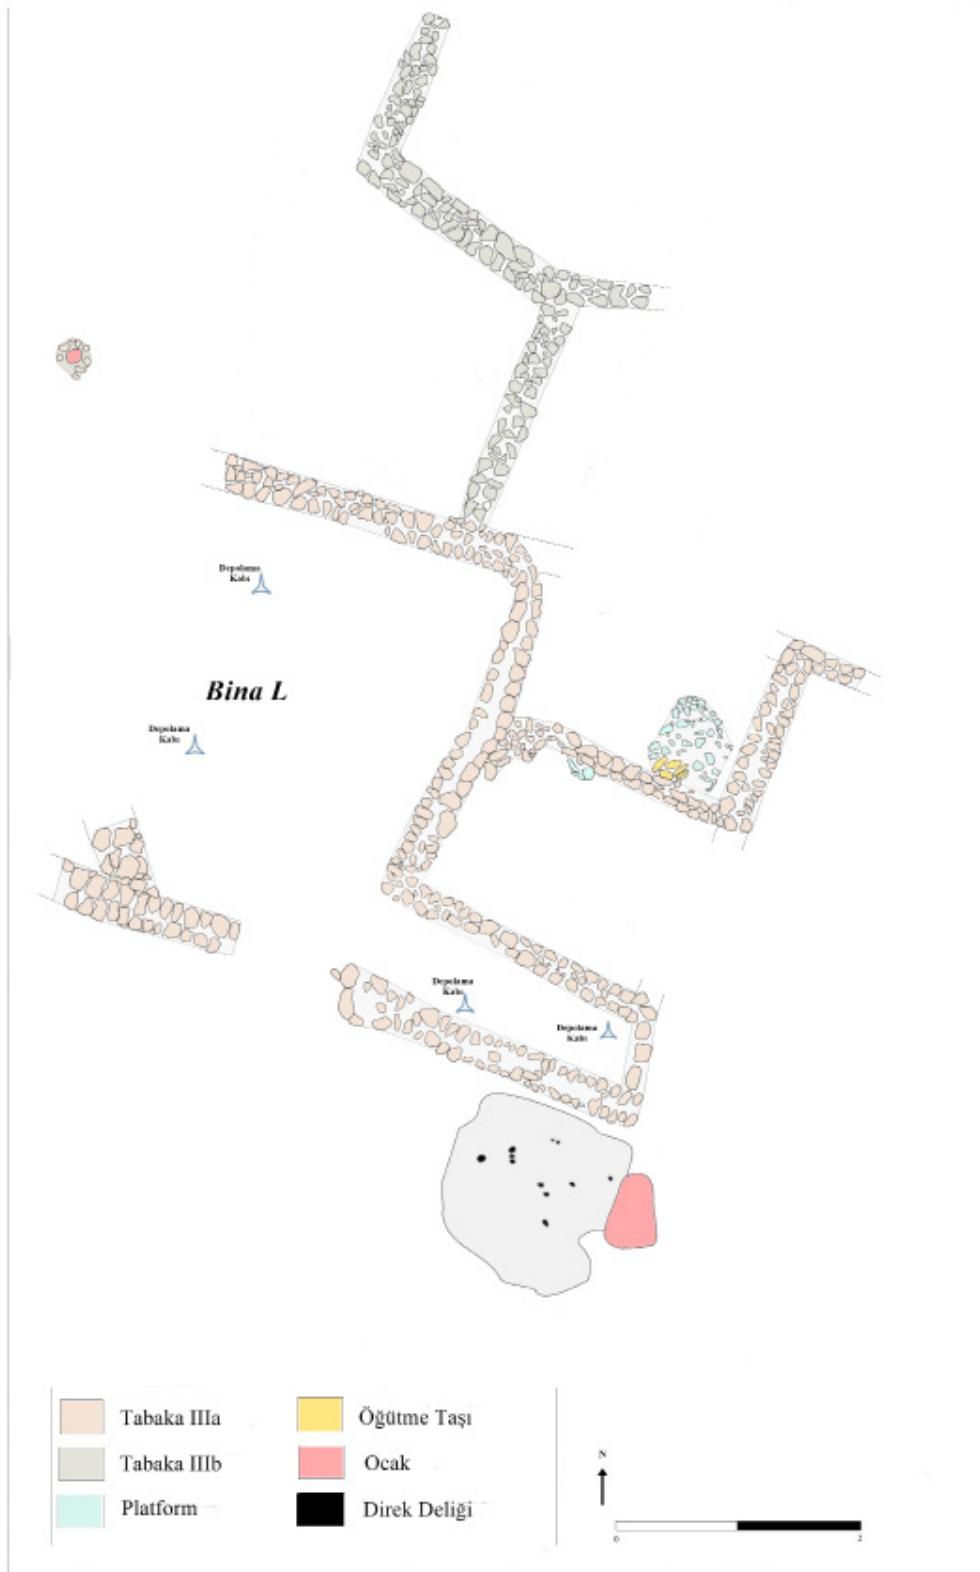 Depolama
Kabı
Bina L
Depolama
Kabı
Depolama
Kabı
Depolama
Kabı
Tabaka IIIa
Tabaka IIIb
Platform
Öğütme Taşı
Ocak
Direk Deliği
N
0
2